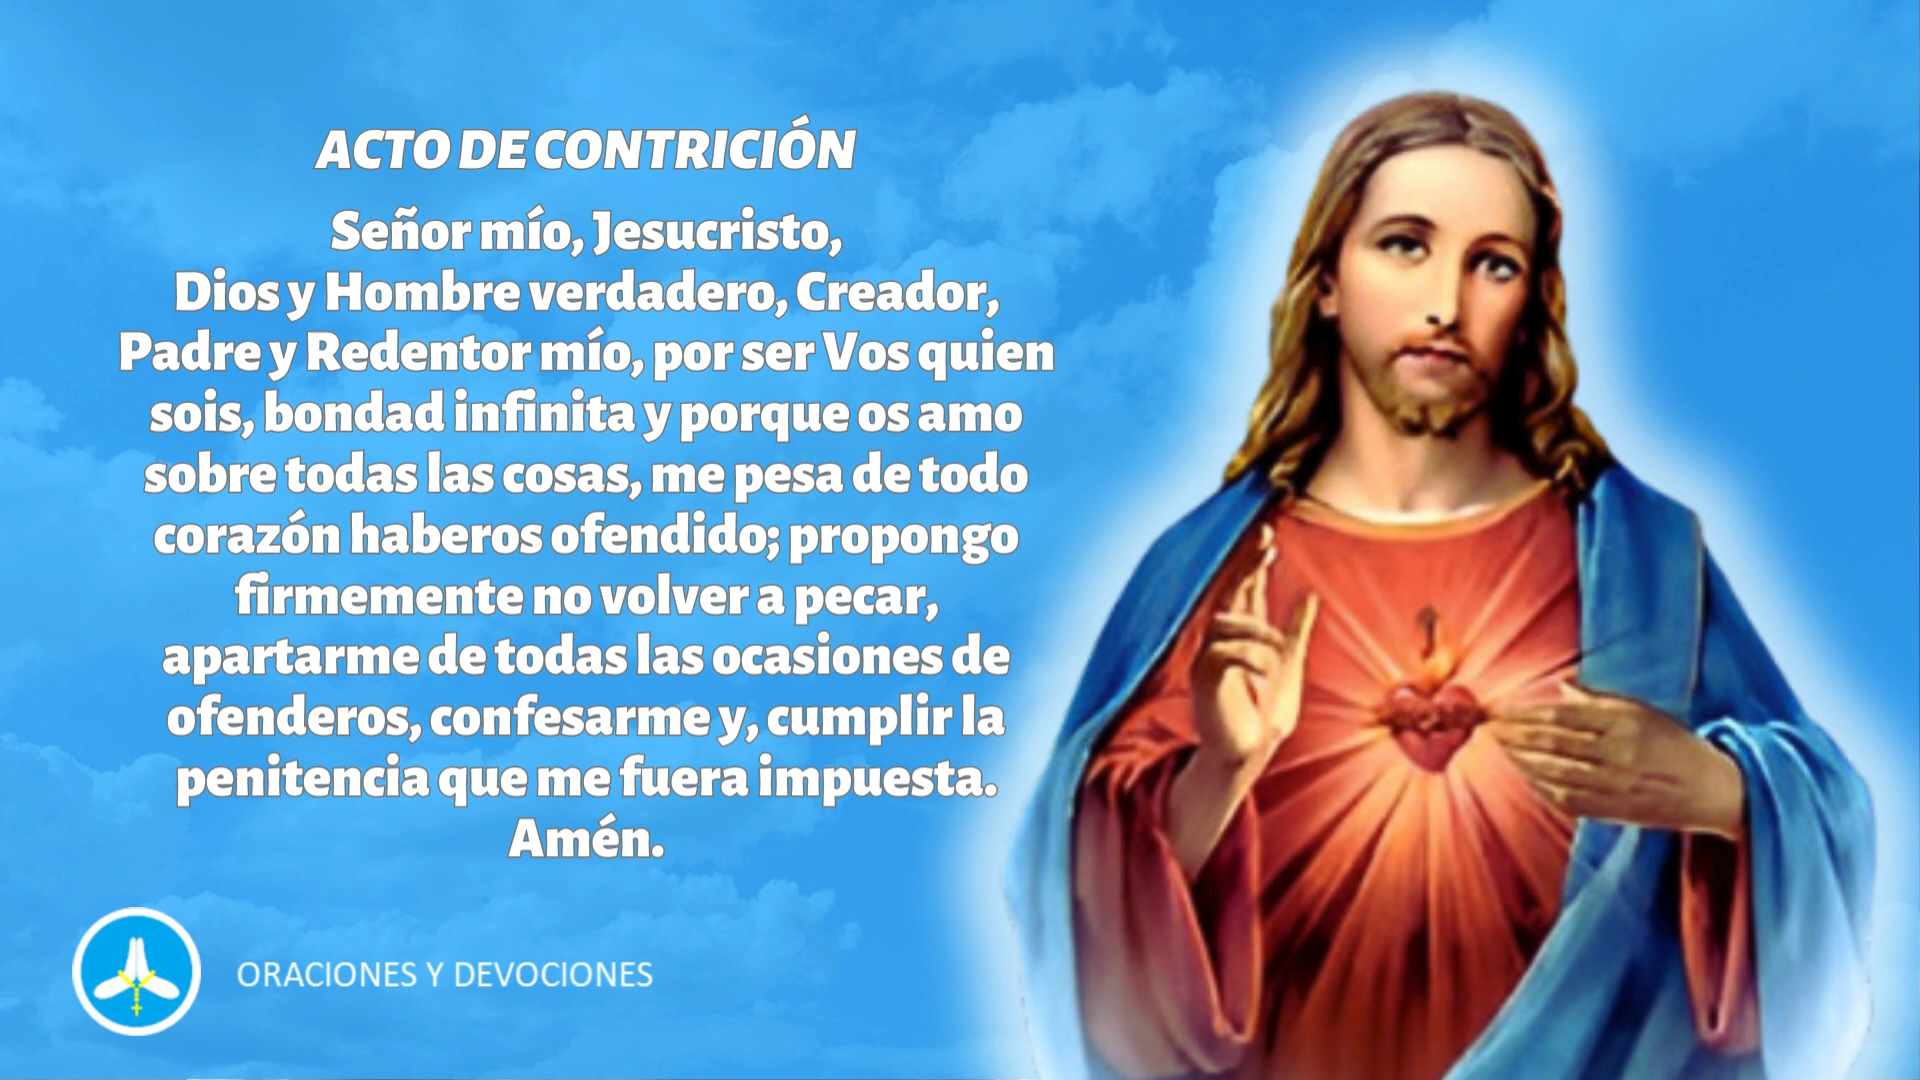 ACTO DE CONTRICIÓN
Señor mío, Jesucristo,
Dios y Hombre verdadero, Creador,
Padre y Redentor mío, por ser Vos quien
sois, bondad infinita y porque os amo
sobre todas las cosas, me pesa de todo
corazón haberos ofendido; propongo
firmemente no volver a pecar,
apartarme de todas las ocasiones de
ofenderos, confesarme y, cumplir la
penitencia que me fuera impuesta.
Amén.
ORACIONES Y DEVOCIONES